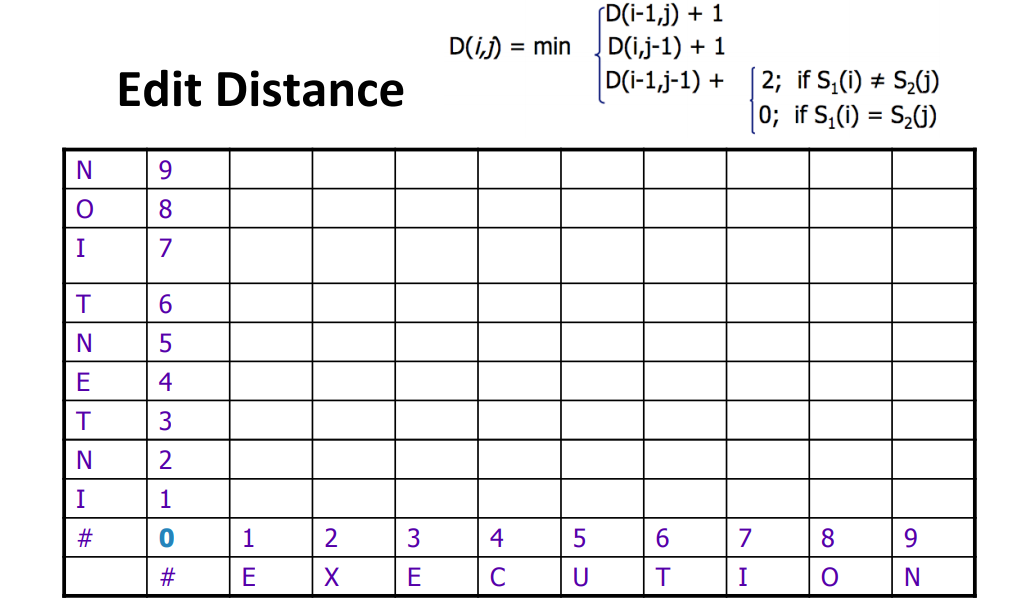 Edit Distance
D(i,j) = min
D(i-1,j) + 1
D(i,j-1) + 1
D(i-1,j-1) +
2; if S₁(i) ≠ S₂(j)
0; if S₁(i) = S₂(j)
N 9
O 8
I 7
T 6
N 5
E 4
T 3
N 2
I 1
# 0 1 2 3 4 5 6 7 8 9
# E X E C U T I O N